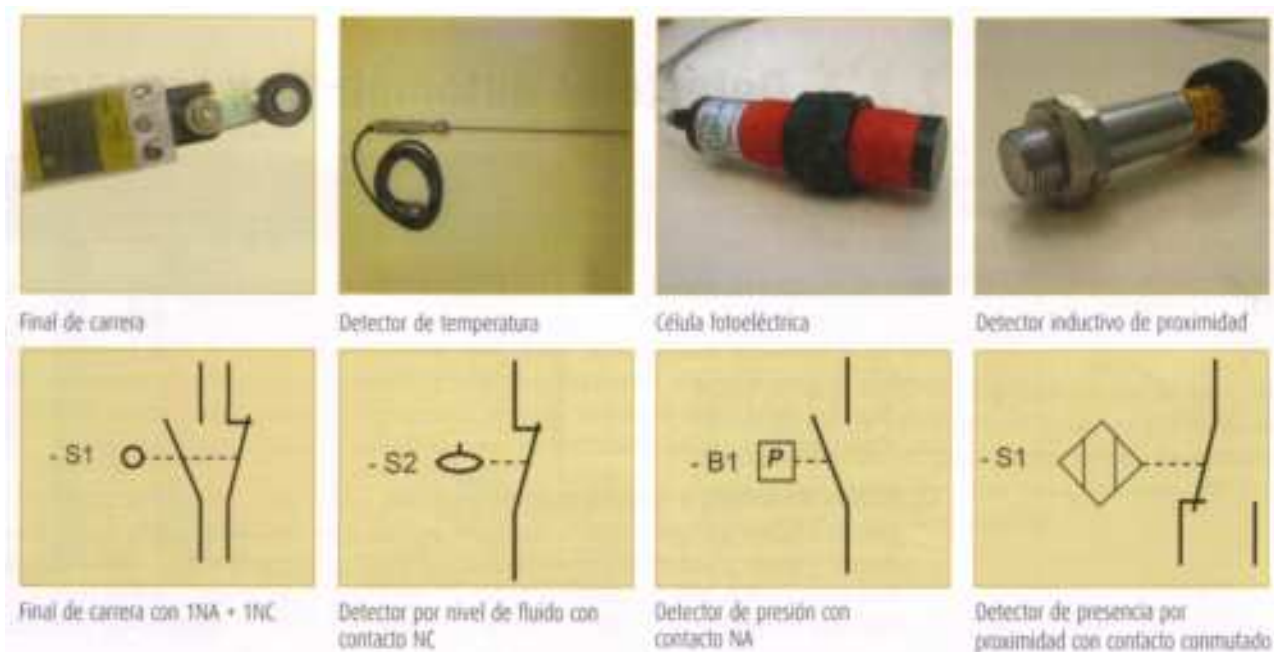 Final de carrera
Detector de temperatura
Célula fotoeléctrica
Detector inductivo de proximidad
- S1
- S2
- B1
P
- S1
Final de carrera con 1NA + 1NC
Detector por nivel de fluido con
contacto NC
Detector de presión con
contacto NA
Detector de presencia por
proximidad con contacto conmutado